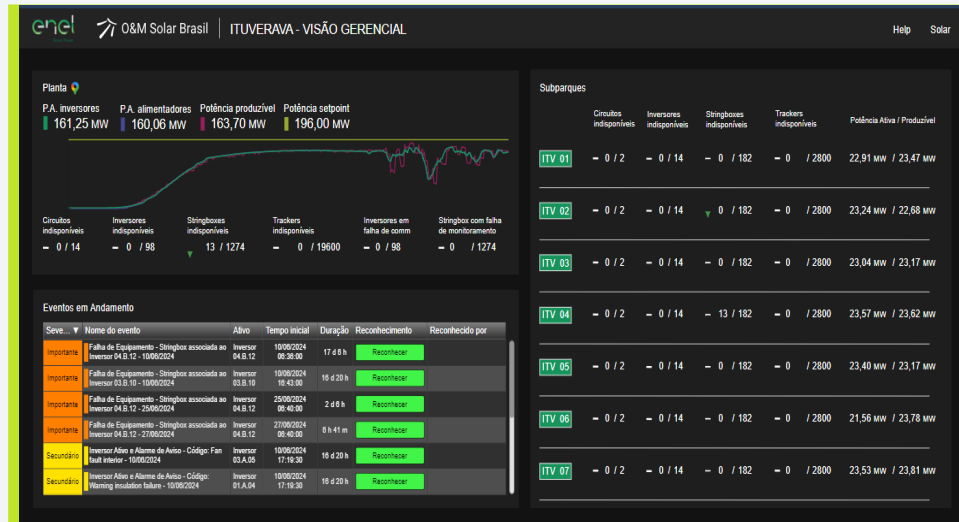 enel
O&M Solar Brasil
ITUVERAVA - VISÃO GERENCIAL
Help Solar
Planta
P.A. inversores P.A. alimentadores Potência produzível Potência setpoint
161,25 MW 160,06 MW 163,70 MW 196,00 MW
Circuitos indisponíveis
Inversores indisponíveis
Stringboxes indisponíveis
Trackers indisponíveis
Inversores em falha de comm
Stringbox com falha de monitoramento
0 / 14 0 / 98 13 / 1274 0 / 19600 0 / 98 0 / 1274
Eventos em Andamento
Seve... ▼ Nome do evento Ativo Tempo inicial Duração Reconhecimento Reconhecido por
Importante Falha de Equipamento - Stringbox associada ao Inversor 04.B.12 - 10/06/2024 Inversor 04.B.12 10/06/2024 06:36:00 17 d 6 h Reconhecer
Importante Falha de Equipamento - Stringbox associada ao Inversor 03.B.10 - 10/06/2024 Inversor 03.B.10 10/06/2024 16:43:00 16 d 20 h Reconhecer
Importante Falha de Equipamento - Stringbox associada ao Inversor 04.B.12 - 25/06/2024 Inversor 04.B.12 25/06/2024 06:40:00 2 d 6 h Reconhecer
Importante Falha de Equipamento - Stringbox associada ao Inversor 04.B.12 - 27/06/2024 Inversor 04.B.12 27/06/2024 06:40:00 8 h 41 m Reconhecer
Secundário Inversor Ativo e Alarme de Aviso - Código: Fan fault interior - 10/06/2024 Inversor 03.A.05 10/06/2024 17:19:30 16 d 20 h Reconhecer
Secundário Inversor Ativo e Alarme de Aviso - Código: Warning insulation failure - 10/06/2024 Inversor 01.A.04 10/06/2024 17:19:30 16 d 20 h Reconhecer
Subparques
Circuitos indisponíveis
Inversores indisponíveis
Stringboxes indisponíveis
Trackers indisponíveis
Potência Ativa / Produzível
ITV 01 0 / 2 0 / 14 0 / 182 0 / 2800 22,91 MW / 23,47 MW
ITV 02 0 / 2 0 / 14 0 / 182 0 / 2800 23,24 MW / 22,68 MW
ITV 03 0 / 2 0 / 14 0 / 182 0 / 2800 23,04 MW / 23,17 MW
ITV 04 0 / 2 0 / 14 13 / 182 0 / 2800 23,57 MW / 23,62 MW
ITV 05 0 / 2 0 / 14 0 / 182 0 / 2800 23,40 MW / 23,17 MW
ITV 06 0 / 2 0 / 14 0 / 182 0 / 2800 21,56 MW / 23,78 MW
ITV 07 0 / 2 0 / 14 0 / 182 0 / 2800 23,53 MW / 23,81 MW